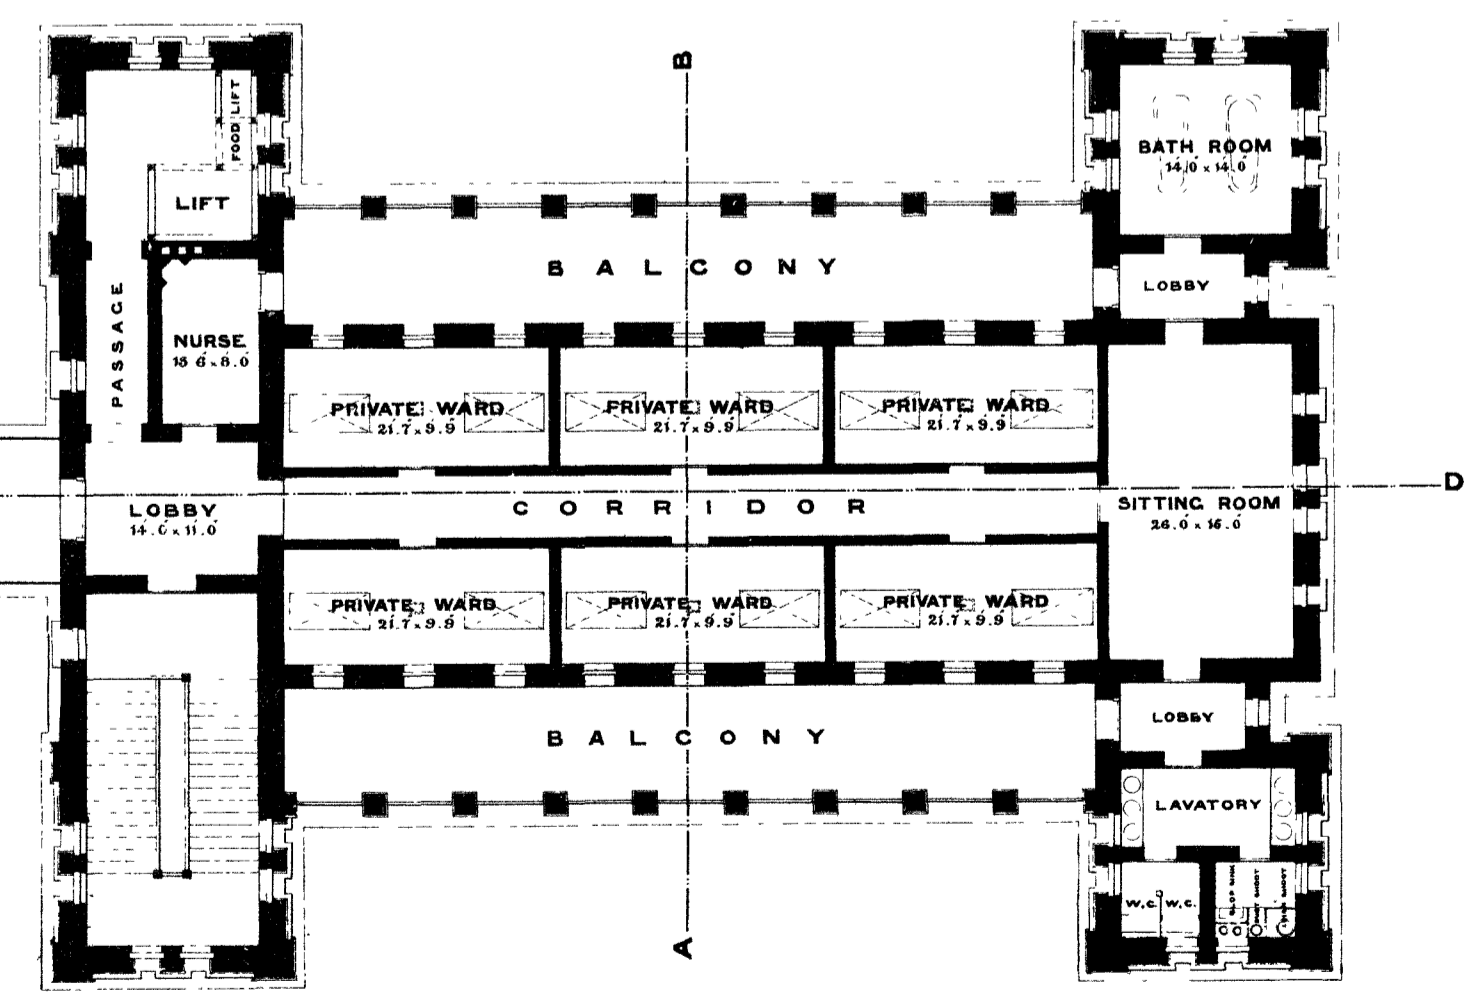 B
FOOD LIFT
LIFT
BATH ROOM
14.0 x 14.0
BALCONY
LOBBY
PASSAGE
NURSE
13.6 x 8.0
PRIVATE WARD
21.7 x 9.9
PRIVATE WARD
21.7 x 9.9
PRIVATE WARD
21.7 x 9.9
D
CORRIDOR
LOBBY
14.0 x 11.0
SITTING ROOM
26.0 x 16.0
PRIVATE WARD
21.7 x 9.9
PRIVATE WARD
21.7 x 9.9
PRIVATE WARD
21.7 x 9.9
LOBBY
BALCONY
LAVATORY
W.C.
W.C.
SLOP SINK
A